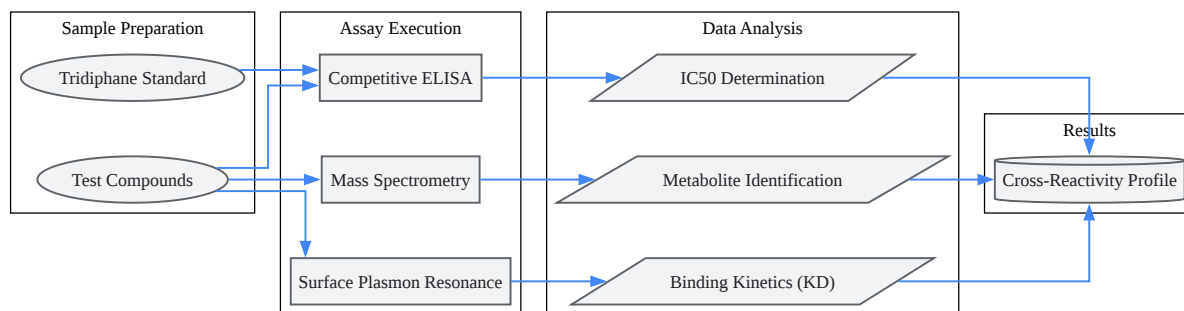 Sample Preparation
Tridiphane Standard
Test Compounds
Assay Execution
Competitive ELISA
Mass Spectrometry
Surface Plasmon Resonance
Data Analysis
IC50 Determination
Metabolite Identification
Binding Kinetics (KD)
Results
Cross-Reactivity Profile